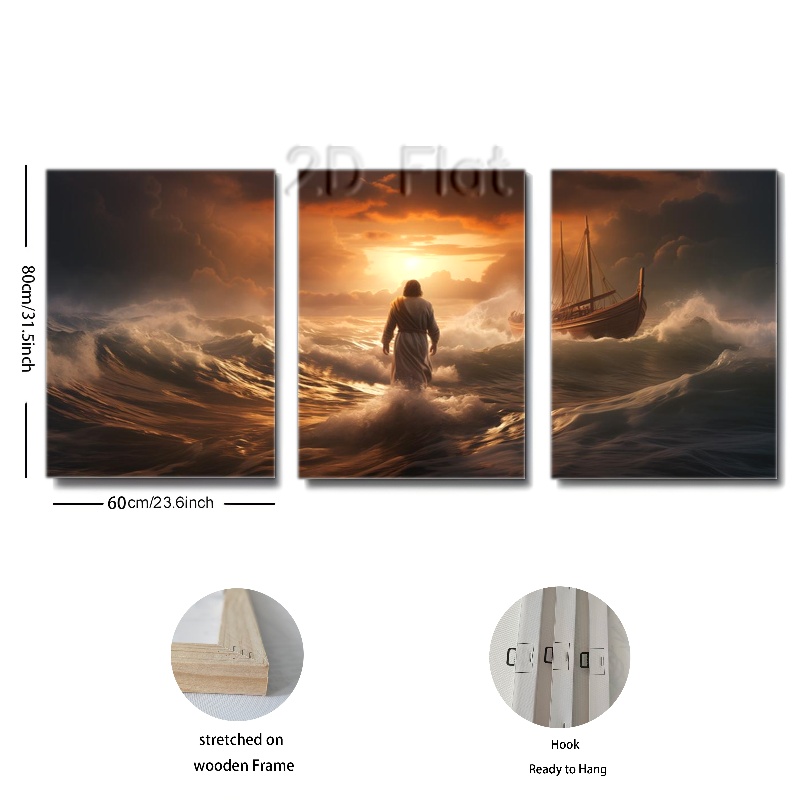 2D Flat
80cm/31.5inch
60cm/23.6inch
stretched on
wooden Frame
Hook
Ready to Hang